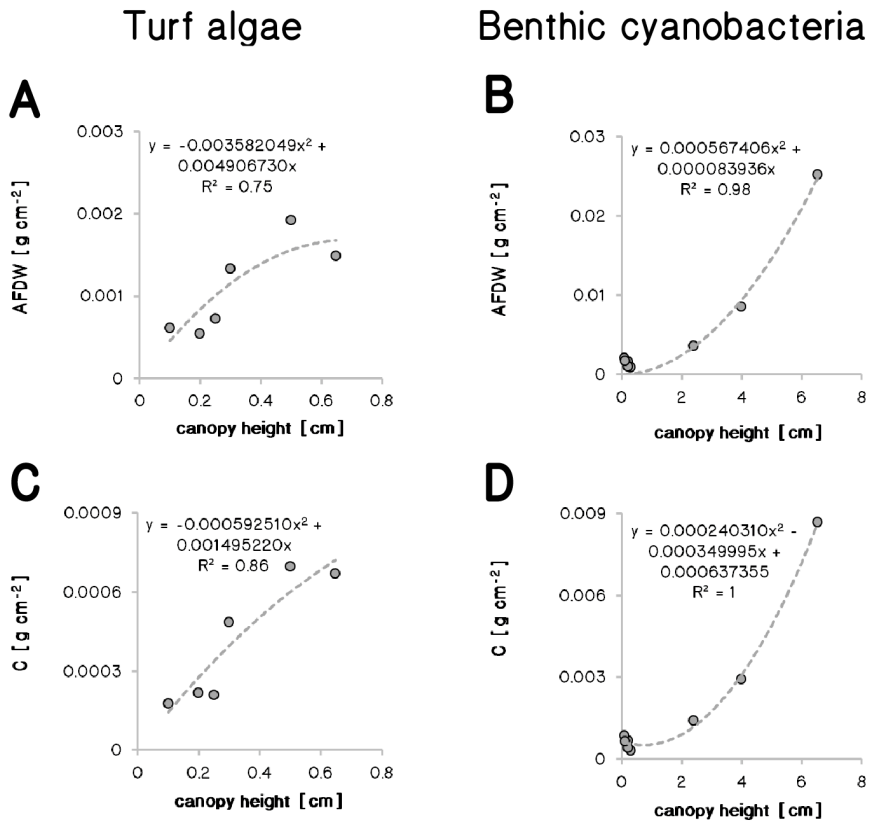 Turf algae
Benthic cyanobacteria
A
0.003
0.002
0.001
0
AFDW [g cm⁻²]
y = -0.003582049x² +
0.004906730x
R² = 0.75
0
0.2
0.4
0.6
0.8
canopy height [cm]
B
0.03
0.02
0.01
0
AFDW [g cm⁻²]
y = 0.000567406x² +
0.000083936x
R² = 0.98
0
2
4
6
8
canopy height [cm]
C
0.0009
0.0006
0.0003
0
C [g cm⁻²]
y = -0.000592510x² +
0.001495220x
R² = 0.86
0
0.2
0.4
0.6
0.8
canopy height [cm]
D
0.009
0.006
0.003
0
C [g cm⁻²]
y = 0.000240310x² -
0.000349995x +
0.000637355
R² = 1
0
2
4
6
8
canopy height [cm]